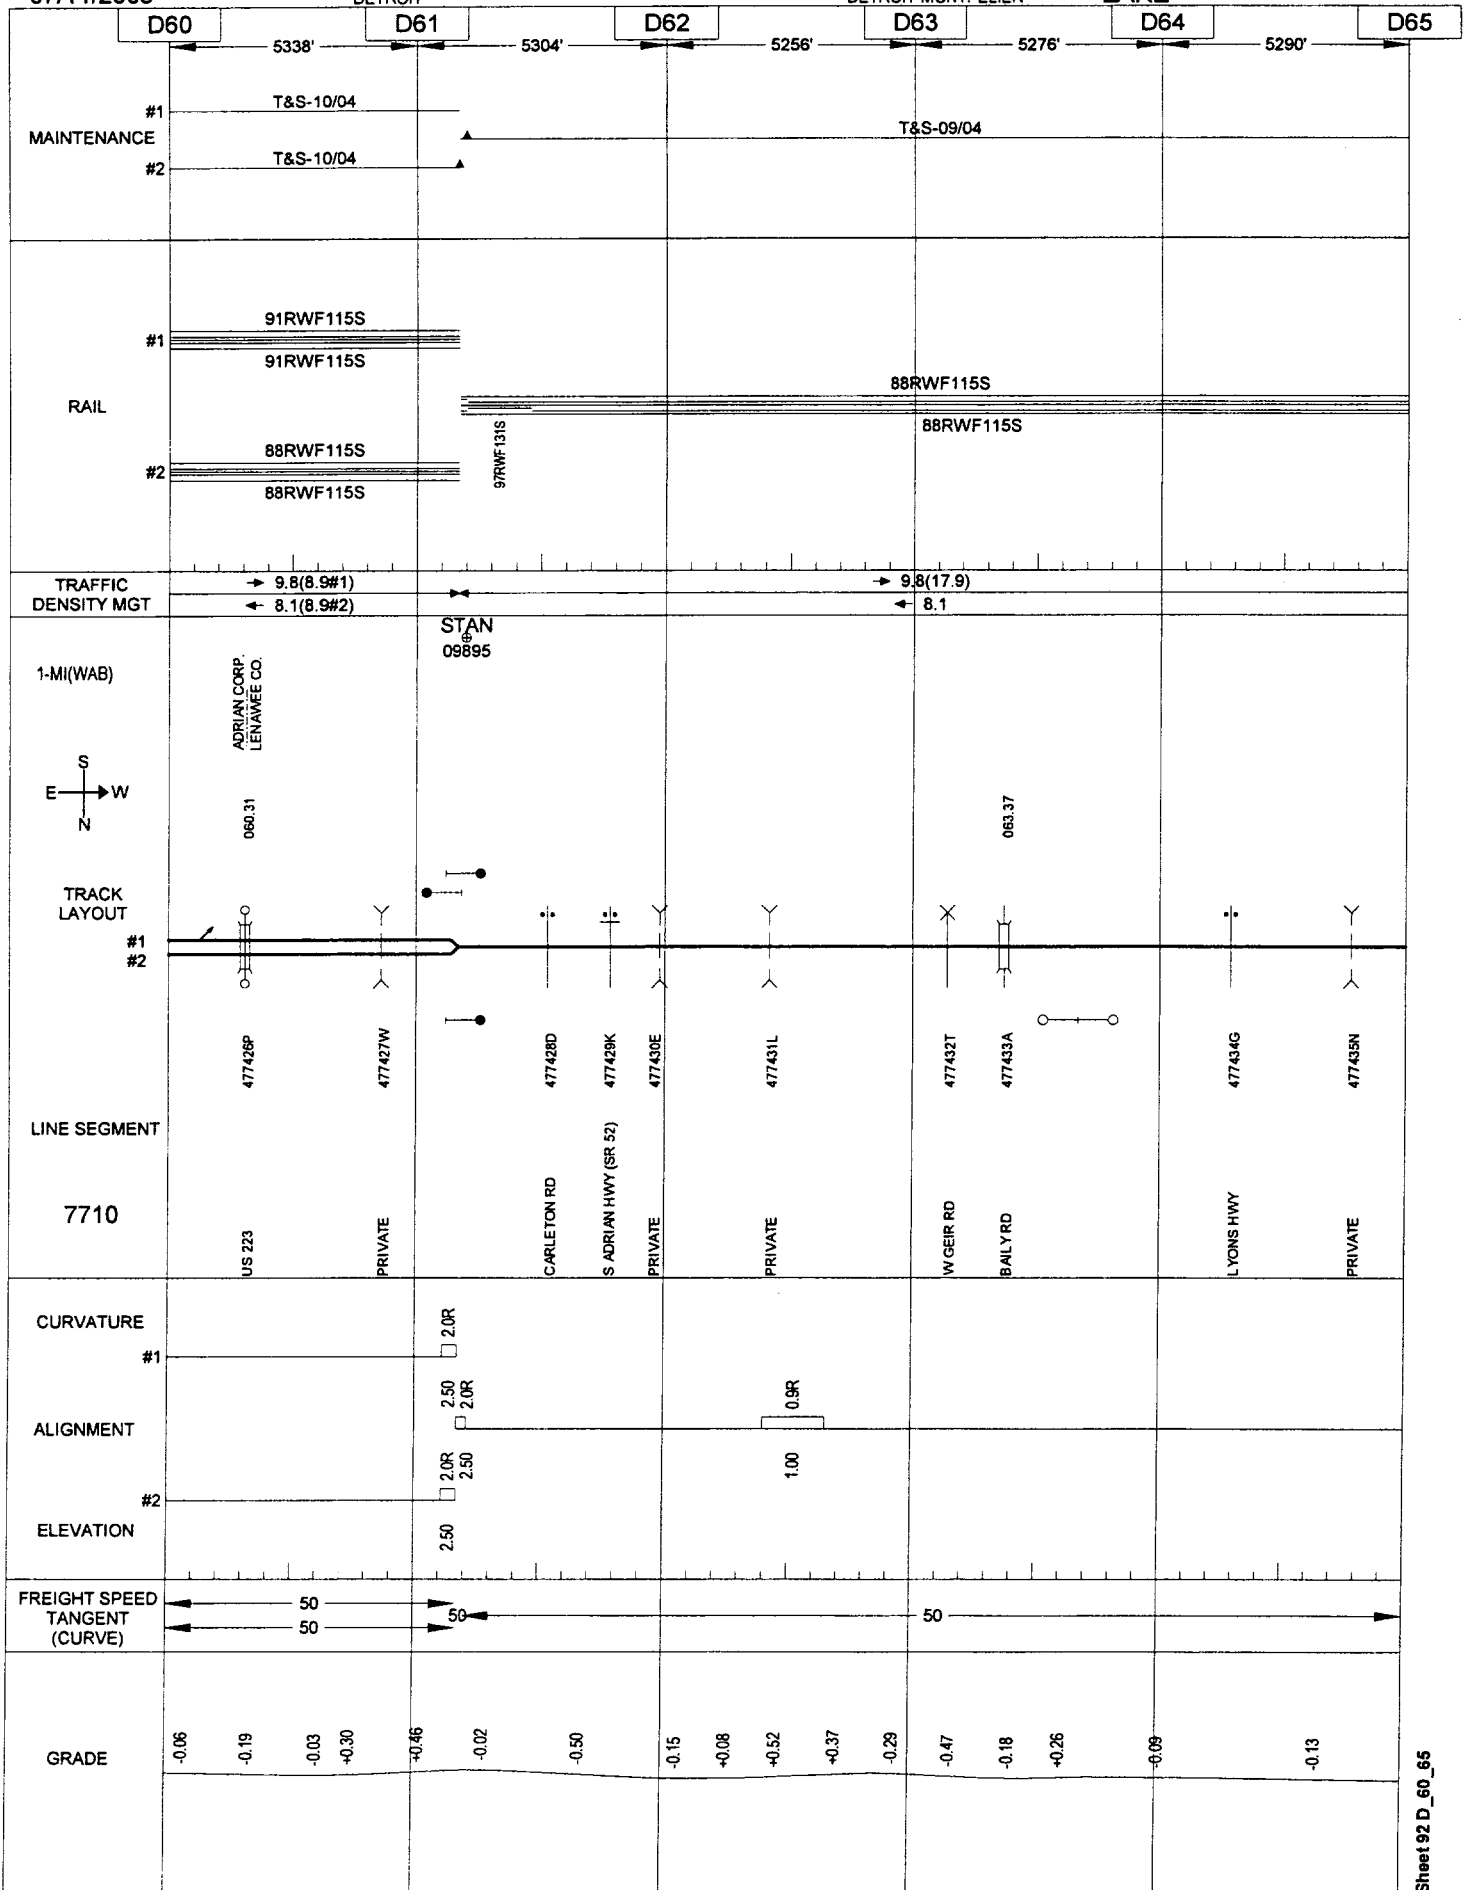 D60 D61 D62 D63 D64 D65
5338' 5304' 5256' 5276' 5290'
#1 T&S-10/04
MAINTENANCE T&S-09/04
#2 T&S-10/04
91RWF115S
#1
91RWF115S
88RWF115S
RAIL
88RWF115S
97RWF131S
88RWF115S
#2
88RWF115S
TRAFFIC
DENSITY MGT
9.8(8.9#1) 9.8(17.9)
8.1(8.9#2) 8.1
STAN
09895
1-MI(WAB)
ADRIAN CORP.
LENAWEE CO.
S
E W
N
060.31 063.37
TRACK
LAYOUT
#1
#2
477426P 477427W 477428D 477429K 477430E 477431L 477432T 477433A 477434G 477435N
LINE SEGMENT
7710
US 223 PRIVATE CARLETON RD S ADRIAN HWY (SR 52) PRIVATE PRIVATE W GEIR RD BAILY RD LYONS HWY PRIVATE
CURVATURE
#1 2.0R
2.50 2.0R 0.9R
ALIGNMENT
2.0R 2.50 1.00
#2
ELEVATION 2.50
FREIGHT SPEED
TANGENT
(CURVE)
50
50 50
50
GRADE
-0.06 -0.19 -0.03 +0.30 +0.46 -0.02 -0.50 -0.15 +0.08 +0.52 +0.37 -0.29 -0.47 -0.18 +0.26 -0.09 -0.13
Sheet 92 D_60_65